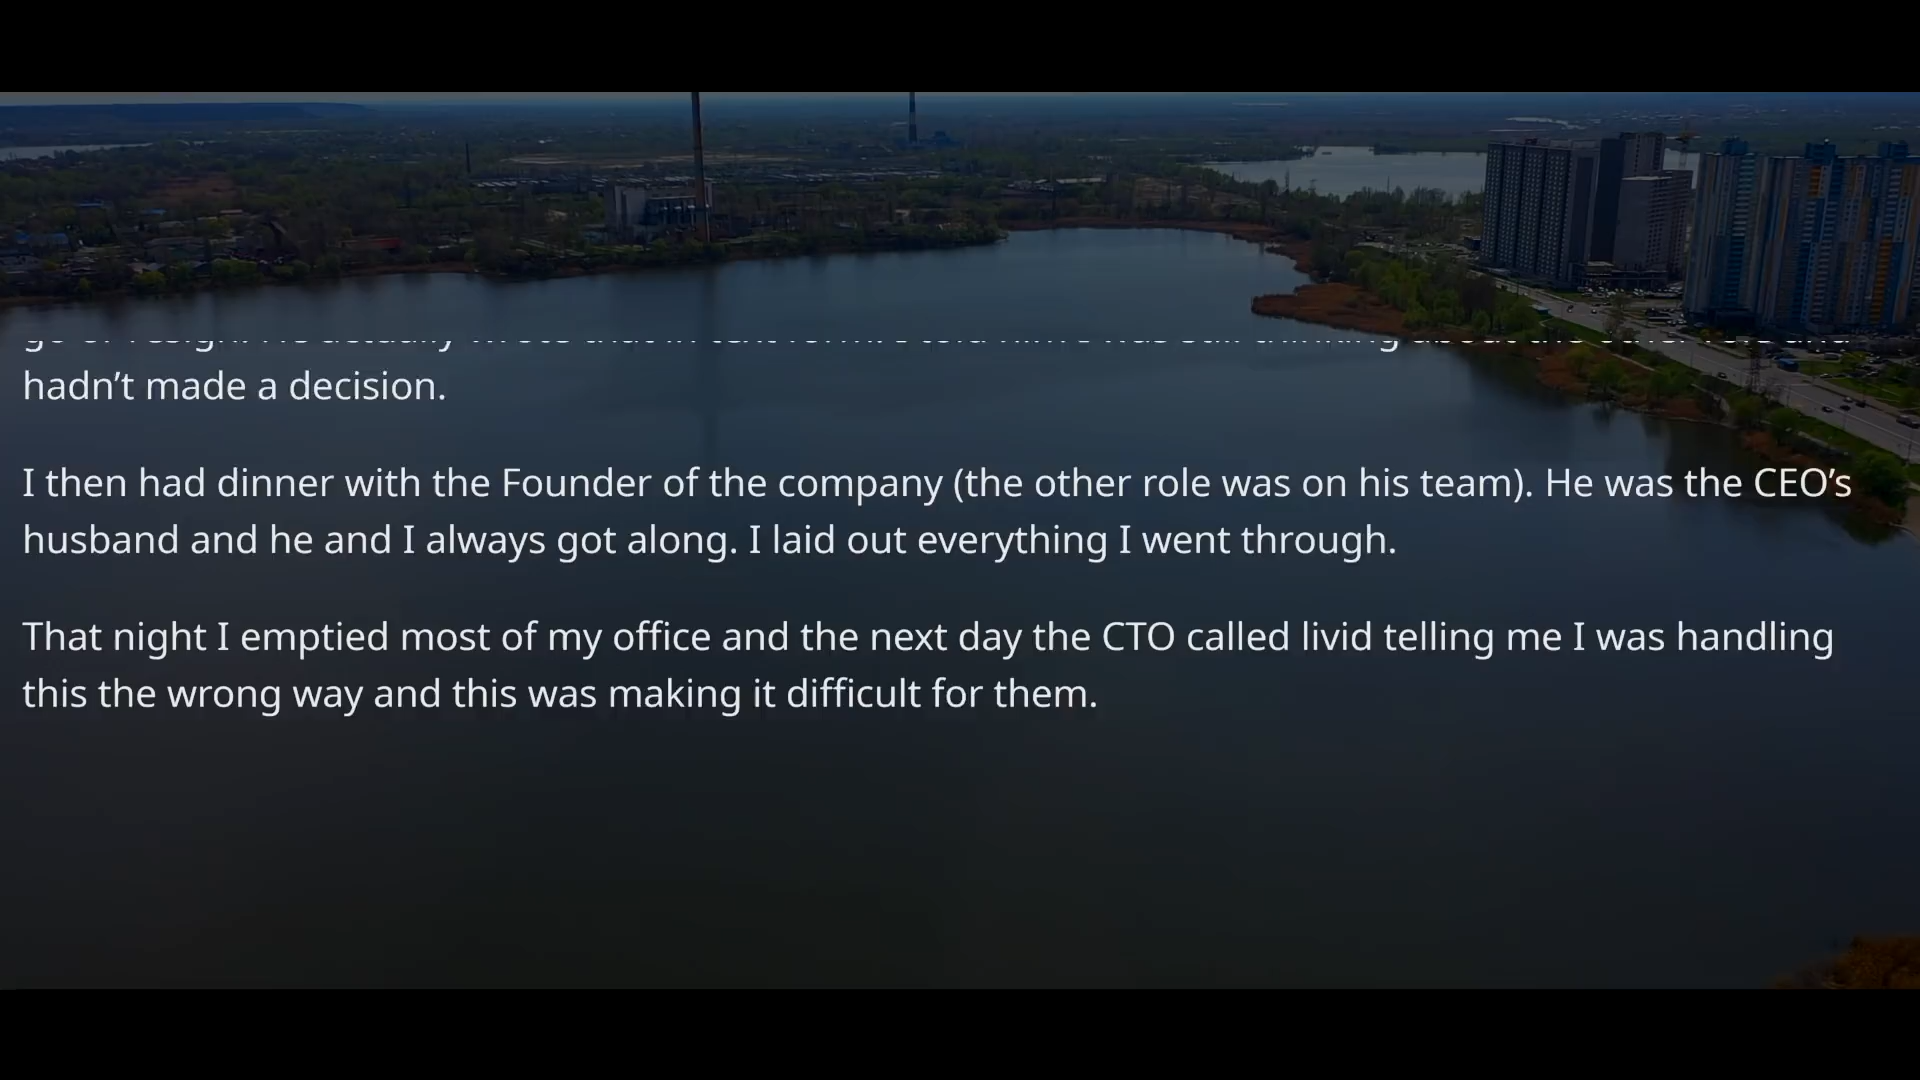 hadn’t made a decision.
I then had dinner with the Founder of the company (the other role was on his team). He was the CEO’s
husband and he and I always got along. I laid out everything I went through.
That night I emptied most of my office and the next day the CTO called livid telling me I was handling
this the wrong way and this was making it difficult for them.